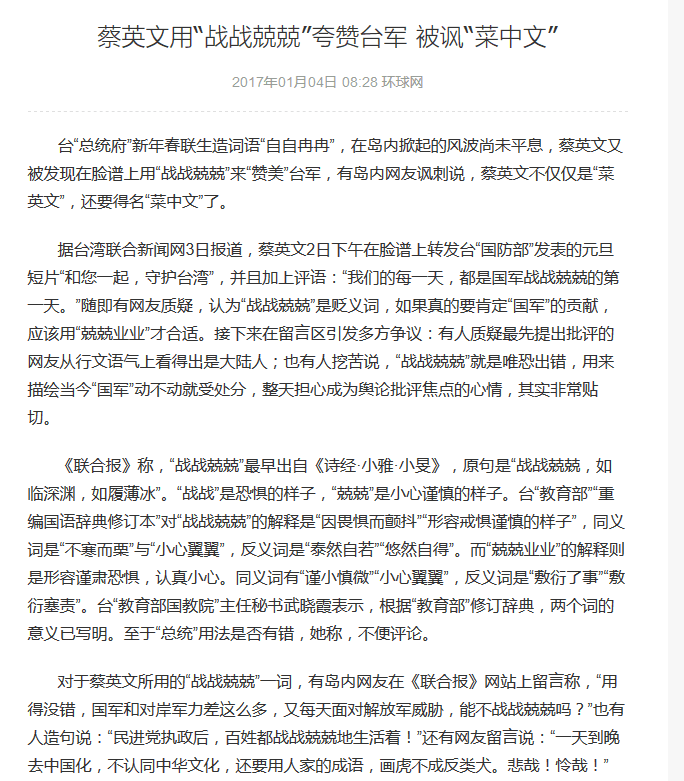 蔡英文用“战战兢兢”夸赞台军 被讽“菜中文”
2017年01月04日 08:28 环球网
台“总统府”新年春联生造词语“自自冉冉”，在岛内掀起的风波尚未平息，蔡英文又
被发现在脸谱上用“战战兢兢”来“赞美”台军，有岛内网友讽刺说，蔡英文不仅仅是“菜
英文”，还要得名“菜中文”了。
据台湾联合新闻网3日报道，蔡英文2日下午在脸谱上转发台“国防部”发表的元旦
短片“和您一起，守护台湾”，并且加上评语：“我们的每一天，都是国军战战兢兢的第
一天。”随即有网友质疑，认为“战战兢兢”是贬义词，如果真的要肯定“国军”的贡献，
应该用“兢兢业业”才合适。接下来在留言区引发多方争议：有人质疑最先提出批评的
网友从行文语气上看得出是大陆人；也有人挖苦说，“战战兢兢”就是唯恐出错，用来
描绘当今“国军”动不动就受处分，整天担心成为舆论批评焦点的心情，其实非常贴
切。
《联合报》称，“战战兢兢”最早出自《诗经·小雅·小旻》，原句是“战战兢兢，如
临深渊，如履薄冰”。“战战”是恐惧的样子，“兢兢”是小心谨慎的样子。台“教育部”“重
编国语辞典修订本”对“战战兢兢”的解释是“因畏惧而颤抖”“形容戒惧谨慎的样子”，同义
词是“不寒而栗”与“小心翼翼”，反义词是“泰然自若”“悠然自得”。而“兢兢业业”的解释则
是形容谨肃恐惧，认真小心。同义词有“谨小慎微”“小心翼翼”，反义词是“敷衍了事”“敷
衍塞责”。台“教育部国教院”主任秘书武晓霞表示，根据“教育部”修订辞典，两个词的
意义已写明。至于“总统”用法是否有错，她称，不便评论。
对于蔡英文所用的“战战兢兢”一词，有岛内网友在《联合报》网站上留言称，“用
得没错，国军和对岸军力差这么多，又每天面对解放军威胁，能不战战兢兢吗？”也有
人造句说：“民进党执政后，百姓都战战兢兢地生活着！”还有网友留言说：“一天到晚
去中国化，不认同中华文化，还要用人家的成语，画虎不成反类犬。悲哉！怜哉！”